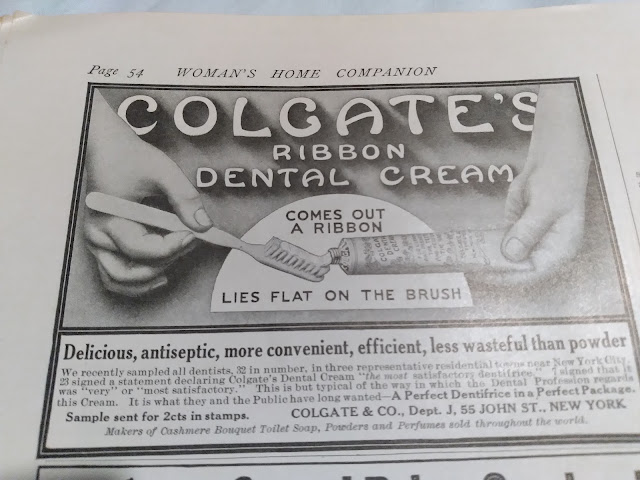 Page 54 WOMAN'S HOME COMPANION
COLGATE'S
RIBBON
DENTAL CREAM
COMES OUT
A RIBBON
LIES FLAT ON THE BRUSH
Delicious, antiseptic, more convenient, efficient, less wasteful than powder
We recently sampled all dentists, 32 in number, in three representative residential towns near New York City.
23 signed a statement declaring Colgate's Dental Cream "the most satisfactory dentifrice." 7 signed that it
was "very" or "most satisfactory." This is but typical of the way in which the Dental Profession regards
this Cream. It is what they and the Public have long wanted—A Perfect Dentifrice in a Perfect Package.
Sample sent for 2cts in stamps. COLGATE & CO., Dept. J, 55 JOHN ST., NEW YORK
Makers of Cashmere Bouquet Toilet Soap, Powders and Perfumes sold throughout the world.